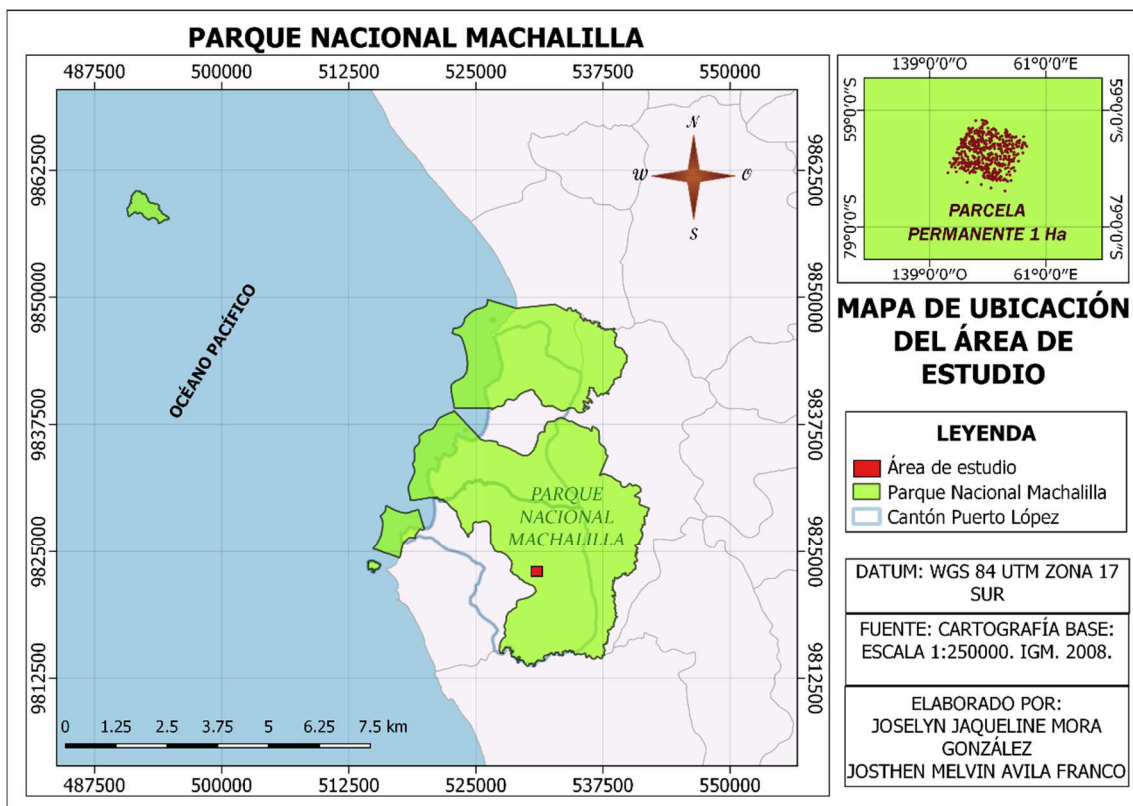 PARQUE NACIONAL MACHALILLA
487500 500000 512500 525000 537500 550000
9862500
9850000
9837500
9825000
9812500
OCÉANO PACÍFICO
N
W O
S
PARQUE
NACIONAL
MACHALILLA
0 1.25 2.5 3.75 5 6.25 7.5 km
9862500
9850000
9837500
9825000
9812500
487500 500000 512500 525000 537500 550000
139°0′0″O 61°0′0″E
59°0′0″S
79°0′0″S
PARCELA
PERMANENTE 1 Ha
59°0′0″S
79°0′0″S
139°0′0″O 61°0′0″E
MAPA DE UBICACIÓN
DEL ÁREA DE
ESTUDIO
LEYENDA
Área de estudio
Parque Nacional Machalilla
Cantón Puerto López
DATUM: WGS 84 UTM ZONA 17
SUR
FUENTE: CARTOGRAFÍA BASE:
ESCALA 1:250000. IGM. 2008.
ELABORADO POR:
JOSELYN JAQUELINE MORA
GONZÁLEZ
JOSTHEN MELVIN AVILA FRANCO